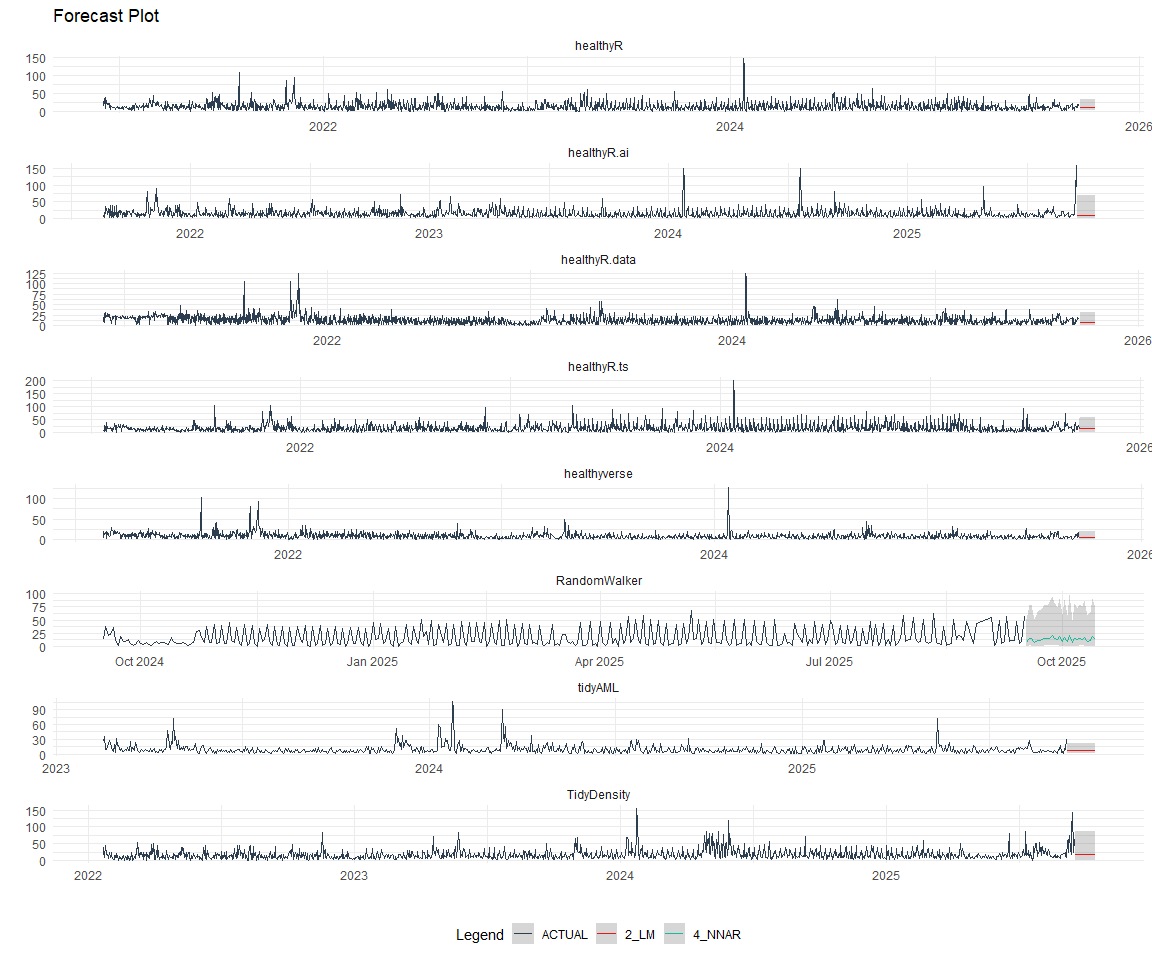 Forecast Plot
healthyR
150
100
50
0
2022 2024 2026
healthyR.ai
150
100
50
0
2022 2023 2024 2025
healthyR.data
125
100
75
50
25
0
2022 2024 2026
healthyR.ts
200
150
100
50
0
2022 2024 2026
healthyverse
100
50
0
2022 2024 2026
RandomWalker
100
75
50
25
0
Oct 2024 Jan 2025 Apr 2025 Jul 2025 Oct 2025
tidyAML
90
60
30
0
2023 2024 2025
TidyDensity
150
100
50
0
2022 2023 2024 2025
Legend ACTUAL 2_LM 4_NNAR